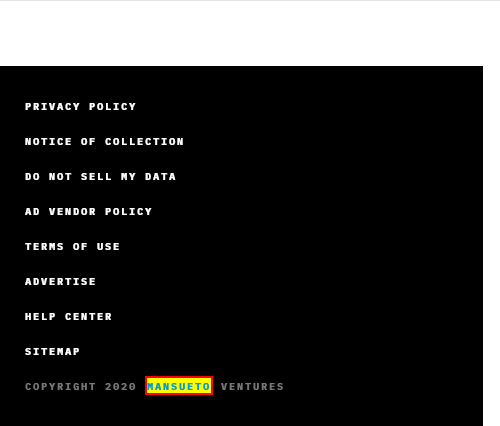 PRIVACY POLICY
NOTICE OF COLLECTION
DO NOT SELL MY DATA
AD VENDOR POLICY
TERMS OF USE
ADVERTISE
HELP CENTER
SITEMAP
COPYRIGHT 2020 MANSUETO VENTURES